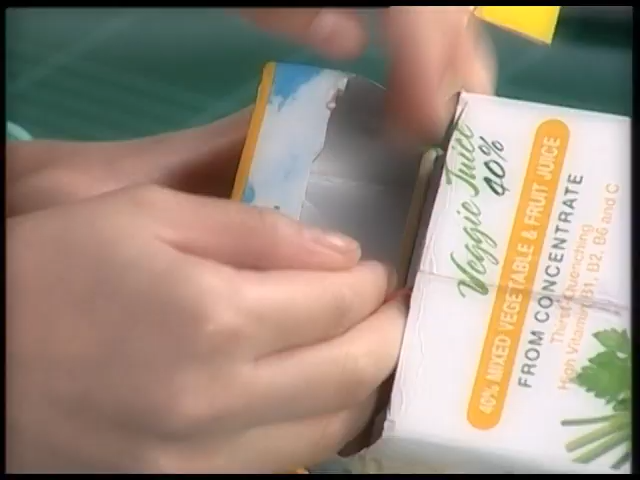 Veggie Juice
40%
40% MIXED VEGETABLE & FRUIT JUICE
FROM CONCENTRATE
Thirst Quenching
High Vitamin B1, B2, B6 and C